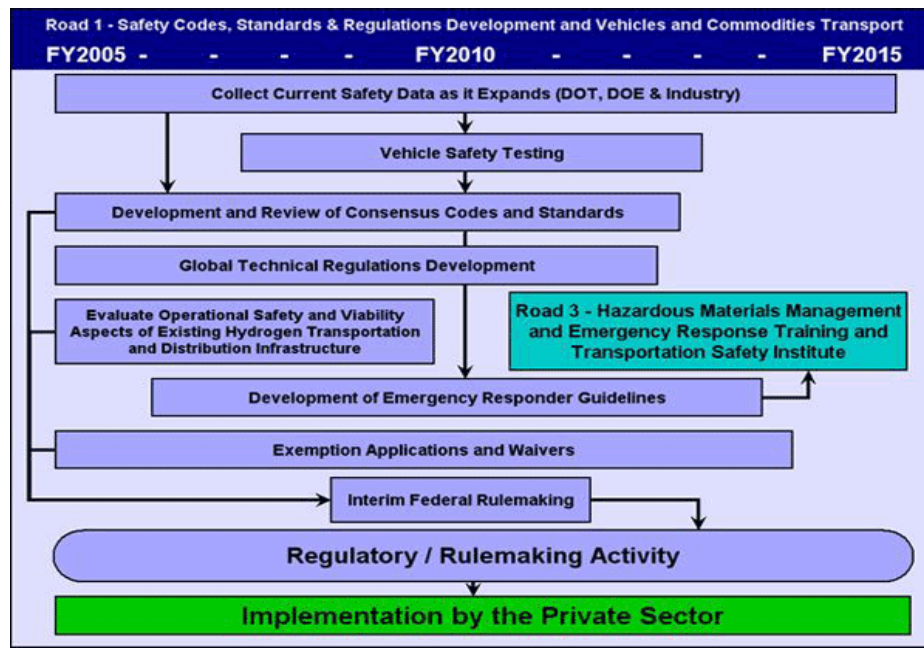 Road 1 - Safety Codes, Standards & Regulations Development and Vehicles and Commodities Transport
FY2005 - - - - FY2010 - - - - FY2015
Collect Current Safety Data as it Expands (DOT, DOE & Industry)
Vehicle Safety Testing
Development and Review of Consensus Codes and Standards
Global Technical Regulations Development
Evaluate Operational Safety and Viability
Aspects of Existing Hydrogen Transportation
and Distribution Infrastructure
Road 3 - Hazardous Materials Management
and Emergency Response Training and
Transportation Safety Institute
Development of Emergency Responder Guidelines
Exemption Applications and Waivers
Interim Federal Rulemaking
Regulatory / Rulemaking Activity
Implementation by the Private Sector